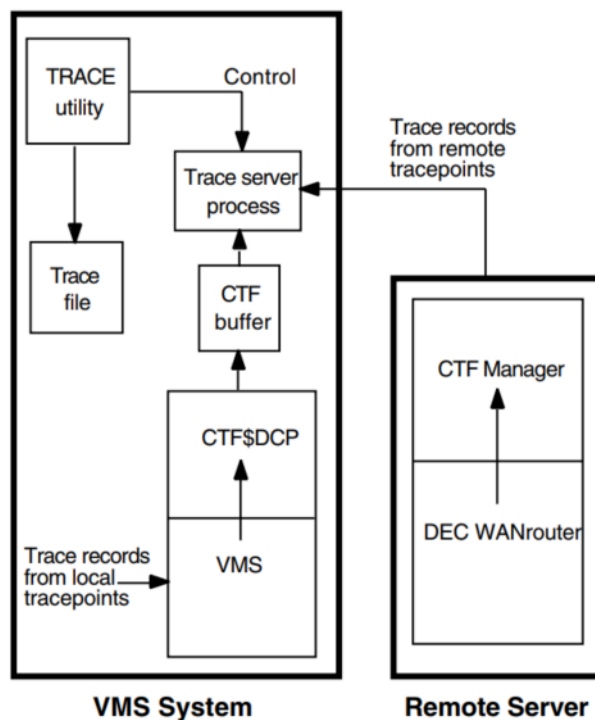 TRACE
utility
Control
Trace server
process
Trace records
from remote
tracepoints
Trace
file
CTF
buffer
CTF$DCP
VMS
Trace records
from local
tracepoints
CTF Manager
DEC WANrouter
VMS System
Remote Server